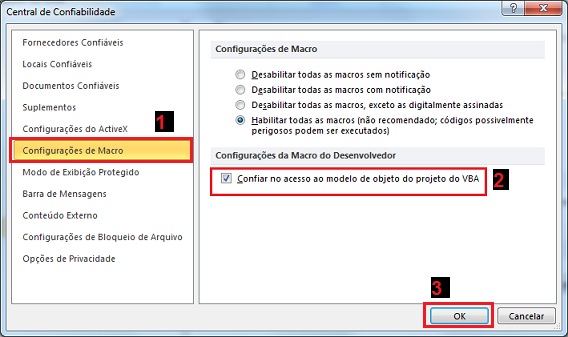 Central de Confiabilidade
Fornecedores Confiáveis
Locais Confiáveis
Documentos Confiáveis
Suplementos
Configurações do ActiveX
1
Configurações de Macro
Modo de Exibição Protegido
Barra de Mensagens
Conteúdo Externo
Configurações de Bloqueio de Arquivo
Opções de Privacidade
Configurações de Macro
Desabilitar todas as macros sem notificação
Desabilitar todas as macros com notificação
Desabilitar todas as macros, exceto as digitalmente assinadas
Habilitar todas as macros (não recomendado; códigos possivelmente
perigosos podem ser executados)
Configurações da Macro do Desenvolvedor
Confiar no acesso ao modelo de objeto do projeto do VBA
2
3
OK
Cancelar